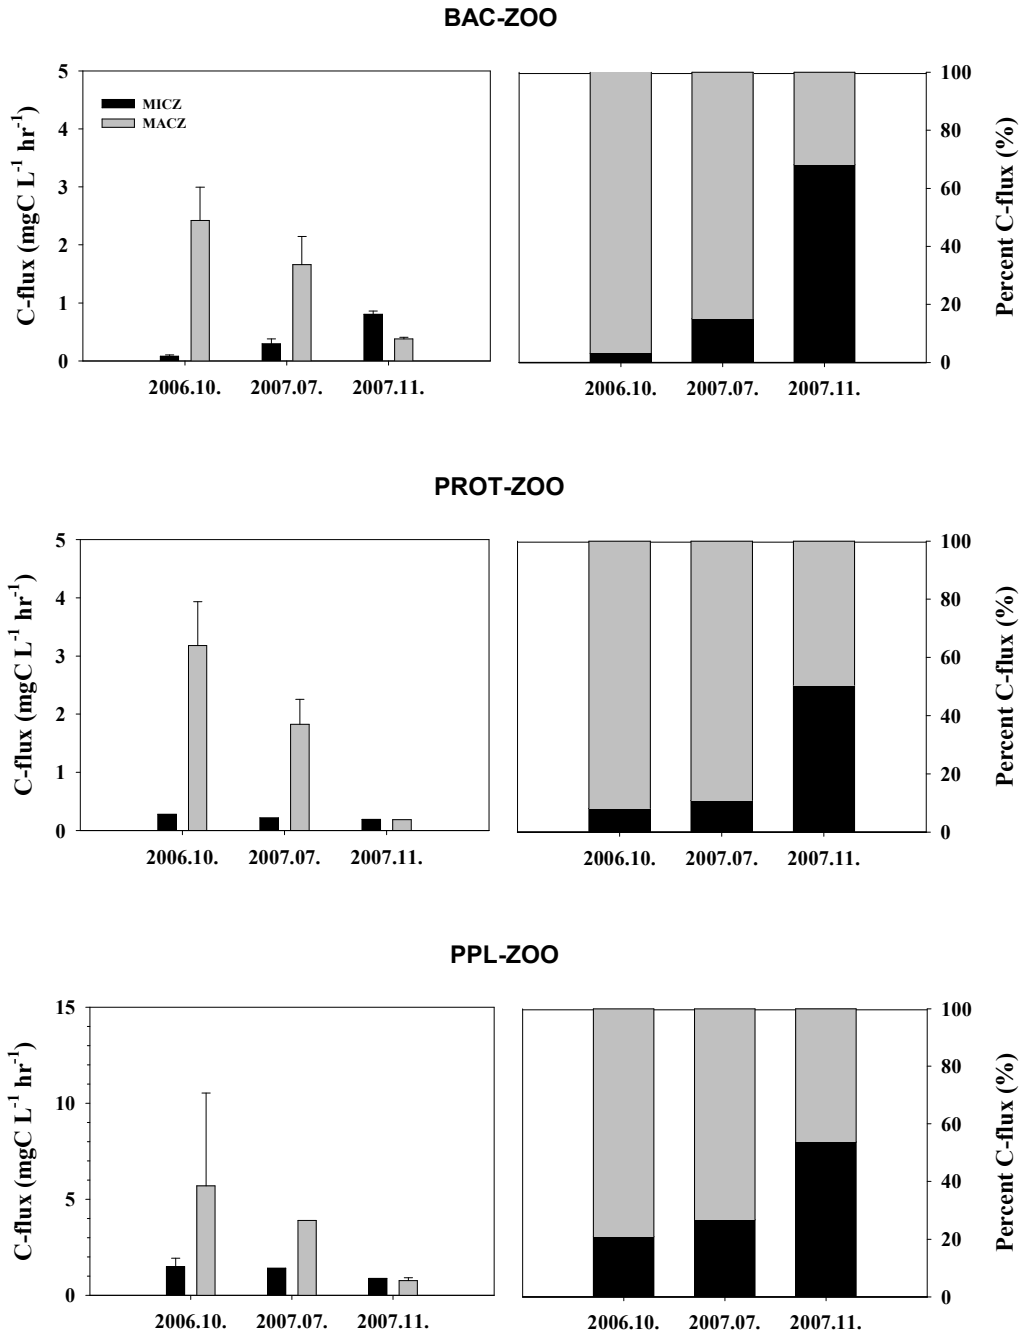 BAC-ZOO
C-flux (mgC L-1 hr-1)
5
4
3
2
1
0
MICZ
MACZ
2006.10. 2007.07. 2007.11.
100
80
60
40
20
0
Percent C-flux (%)
2006.10. 2007.07. 2007.11.
PROT-ZOO
C-flux (mgC L-1 hr-1)
5
4
3
2
1
0
2006.10. 2007.07. 2007.11.
100
80
60
40
20
0
Percent C-flux (%)
2006.10. 2007.07. 2007.11.
PPL-ZOO
C-flux (mgC L-1 hr-1)
15
10
5
0
2006.10. 2007.07. 2007.11.
100
80
60
40
20
0
Percent C-flux (%)
2006.10. 2007.07. 2007.11.